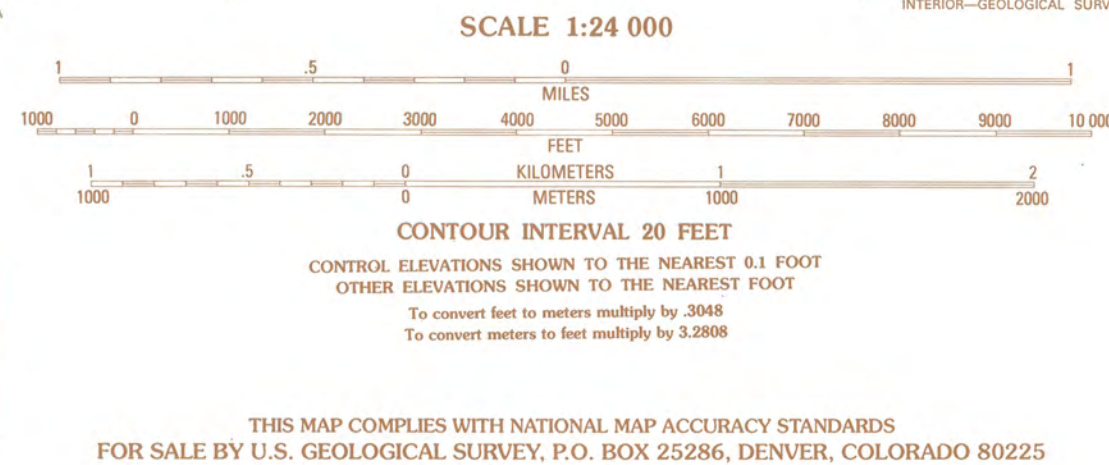 INTERIOR—GEOLOGICAL
SCALE 1:24 000
1 .5 0 1
MILES
1000 0 1000 2000 3000 4000 5000 6000 7000 8000 9000 10 000
FEET
1 .5 0 KILOMETERS 1 2
1000 0 METERS 1000 2000
CONTOUR INTERVAL 20 FEET
CONTROL ELEVATIONS SHOWN TO THE NEAREST 0.1 FOOT
OTHER ELEVATIONS SHOWN TO THE NEAREST FOOT
To convert feet to meters multiply by .3048
To convert meters to feet multiply by 3.2808
THIS MAP COMPLIES WITH NATIONAL MAP ACCURACY STANDARDS
FOR SALE BY U.S. GEOLOGICAL SURVEY, P.O. BOX 25286, DENVER, COLORADO 80225